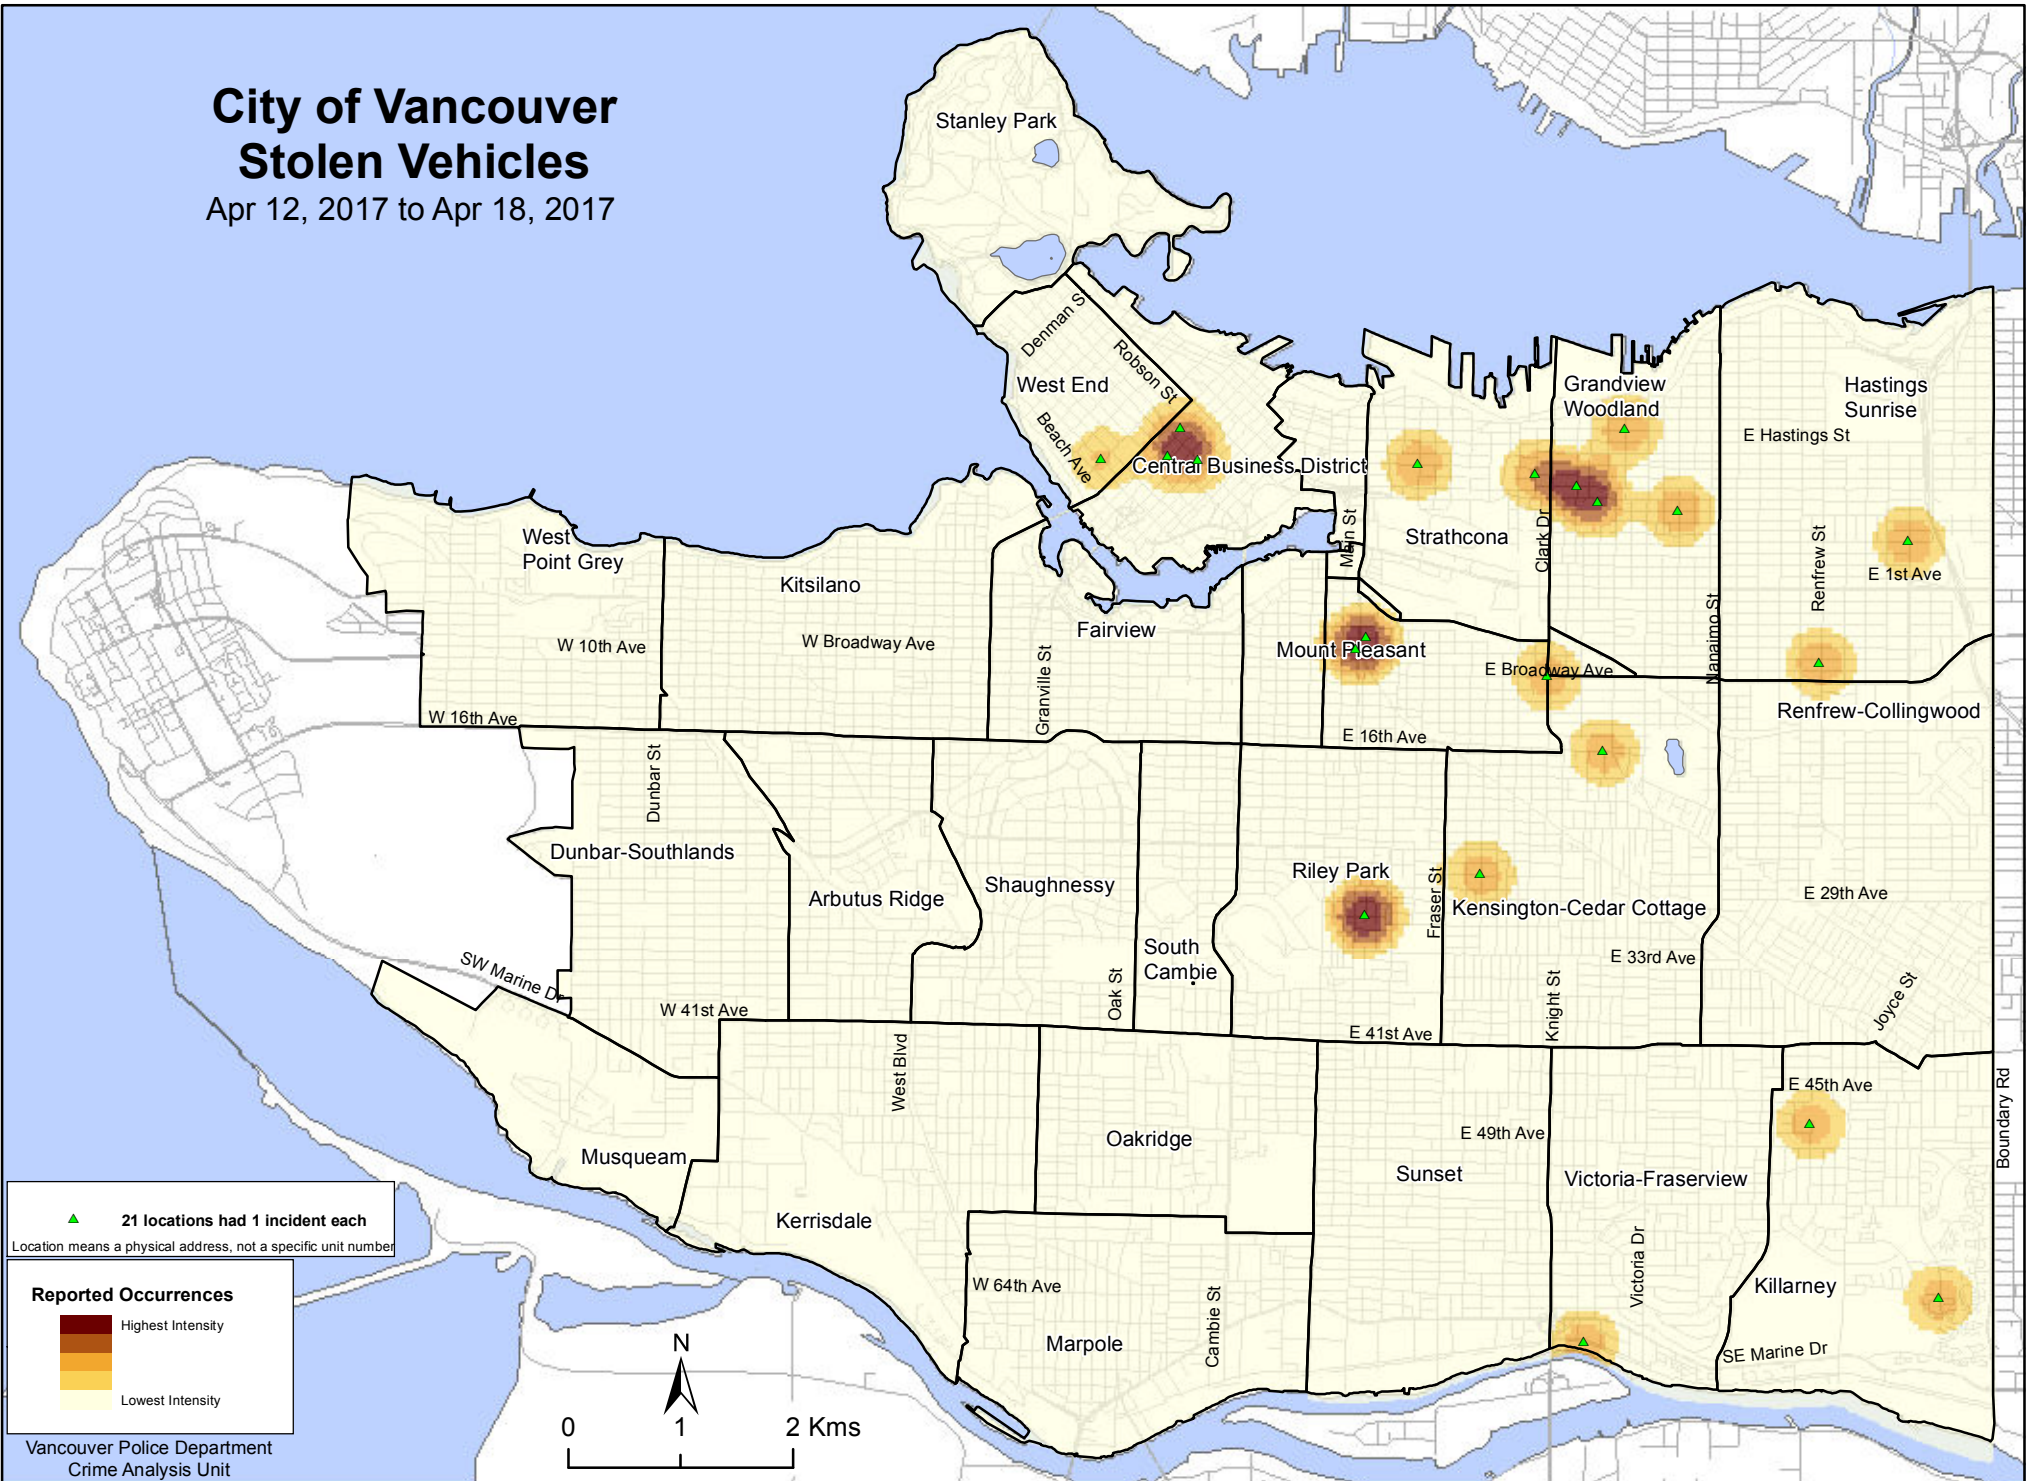 City of Vancouver
Stolen Vehicles
Apr 12, 2017 to Apr 18, 2017
Stanley Park
Denman S
Robson St
West End
Beach Ave
Central Business District
Grandview
Woodland
Hastings
Sunrise
E Hastings St
Main St
Strathcona
Clark Dr
Renfrew St
E 1st Ave
Nanaimo St
West
Point Grey
Kitsilano
Fairview
W 10th Ave
W Broadway Ave
Granville St
Mount Pleasant
E Broadway Ave
W 16th Ave
E 16th Ave
Renfrew-Collingwood
Dunbar St
Dunbar-Southlands
Arbutus Ridge
Shaughnessy
Riley Park
Fraser St
Kensington-Cedar Cottage
E 29th Ave
South
Cambie
E 33rd Ave
SW Marine Dr
W 41st Ave
Oak St
E 41st Ave
Knight St
Joyce St
West Blvd
E 45th Ave
Boundary Rd
Musqueam
Oakridge
E 49th Ave
Sunset
Victoria-Fraserview
Kerrisdale
Victoria Dr
W 64th Ave
Cambie St
Killarney
Marpole
SE Marine Dr
21 locations had 1 incident each
Location means a physical address, not a specific unit number
Reported Occurrences
Highest Intensity
Lowest Intensity
Vancouver Police Department
Crime Analysis Unit
N
0 1 2 Kms